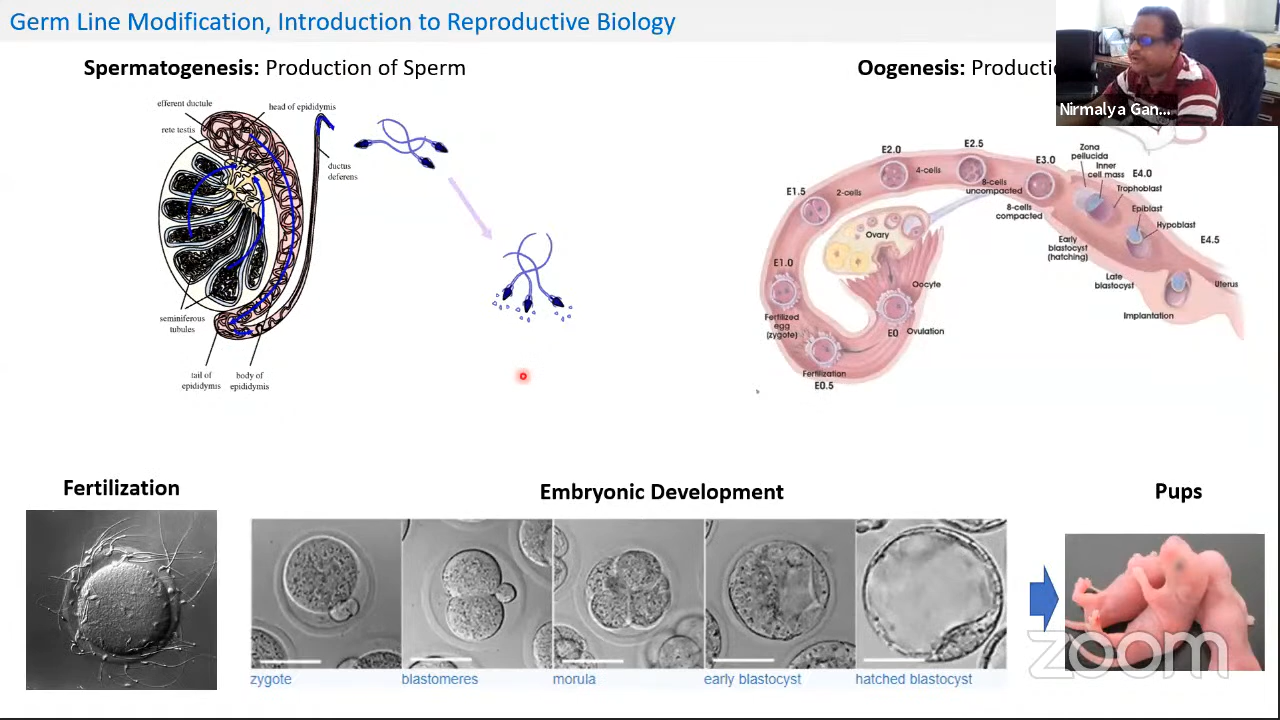 Germ Line Modification, Introduction to Reproductive Biology
Nirmalya Gan...
Spermatogenesis: Production of Sperm
Oogenesis:
efferent ductule
head of epididymis
rete testis
ductus
deferens
seminiferous
tubules
tail of
epididymis
body of
epididymis
E2.0
E2.5
E3.0
Zona
pellucida
Inner
cell mass
E4.0
Trophoblast
Epiblast
Hypoblast
E4.5
4-cells
8-cells
uncompacted
8-cells
compacted
E1.5
2-cells
Ovary
Early
blastocyst
(hatching)
E1.0
Oocyte
Late
blastocyst
Uterus
Fertilized
egg
(zygote)
E0
Ovulation
Implantation
Fertilization
E0.5
Fertilization
Embryonic Development
Pups
zygote
blastomeres
morula
early blastocyst
hatched blastocyst
zoom